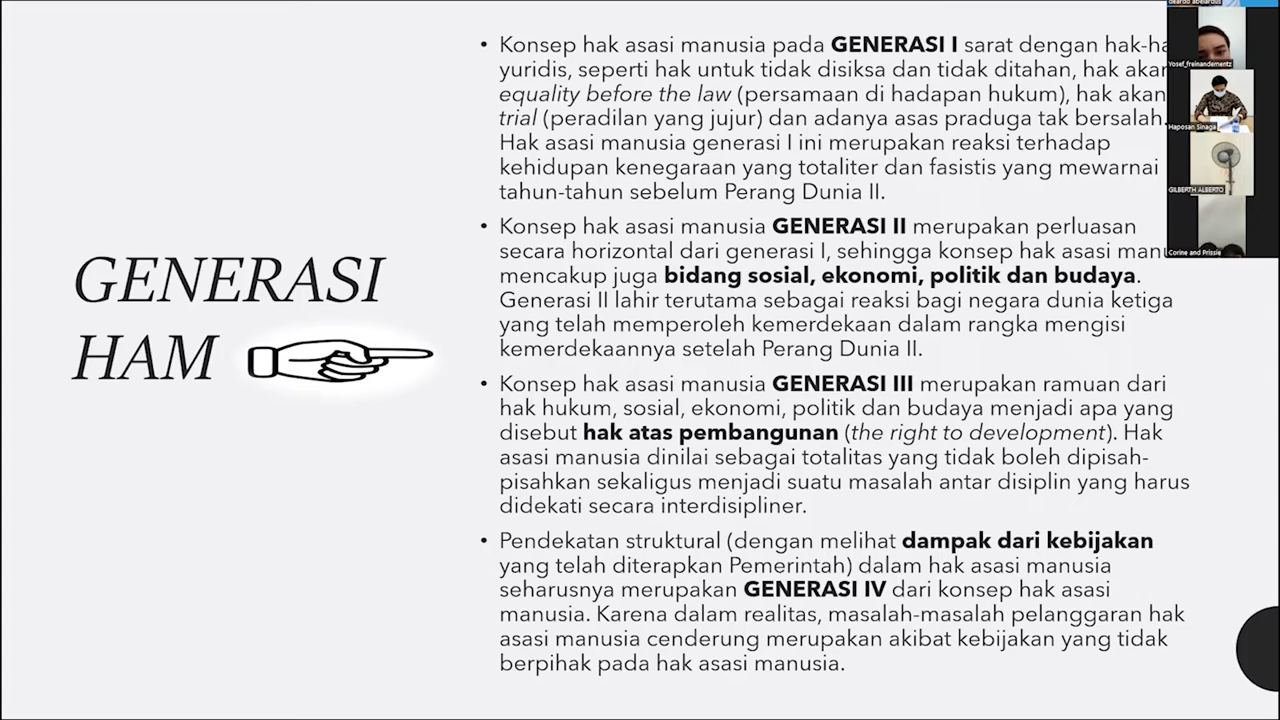 GENERASI
HAM
• Konsep hak asasi manusia pada GENERASI I sarat dengan
yuridis, seperti hak untuk tidak disiksa dan tidak ditahan, hak
equality before the law (persamaan di hadapan hukum), hak akan
trial (peradilan yang jujur) dan adanya asas praduga tak bersalah.
Hak asasi manusia generasi I ini merupakan reaksi terhadap
kehidupan kenegaraan yang totaliter dan fasistis yang mewarnai
tahun-tahun sebelum Perang Dunia II.
• Konsep hak asasi manusia GENERASI II merupakan perluasan
secara horizontal dari generasi I, sehingga konsep hak asasi
mencakup juga bidang sosial, ekonomi, politik dan budaya.
Generasi II lahir terutama sebagai reaksi bagi negara dunia ketiga
yang telah memperoleh kemerdekaan dalam rangka mengisi
kemerdekaannya setelah Perang Dunia II.
• Konsep hak asasi manusia GENERASI III merupakan ramuan dari
hak hukum, sosial, ekonomi, politik dan budaya menjadi apa yang
disebut hak atas pembangunan (the right to development). Hak
asasi manusia dinilai sebagai totalitas yang tidak boleh dipisah-
pisahkan sekaligus menjadi suatu masalah antar disiplin yang harus
didekati secara interdisipliner.
• Pendekatan struktural (dengan melihat dampak dari kebijakan
yang telah diterapkan Pemerintah) dalam hak asasi manusia
seharusnya merupakan GENERASI IV dari konsep hak asasi
manusia. Karena dalam realitas, masalah-masalah pelanggaran hak
asasi manusia cenderung merupakan akibat kebijakan yang tidak
berpihak pada hak asasi manusia.
Yosef_freinandementz
Haposan Sinaga
GILBERTH ALBERTO
Corine and Prissie